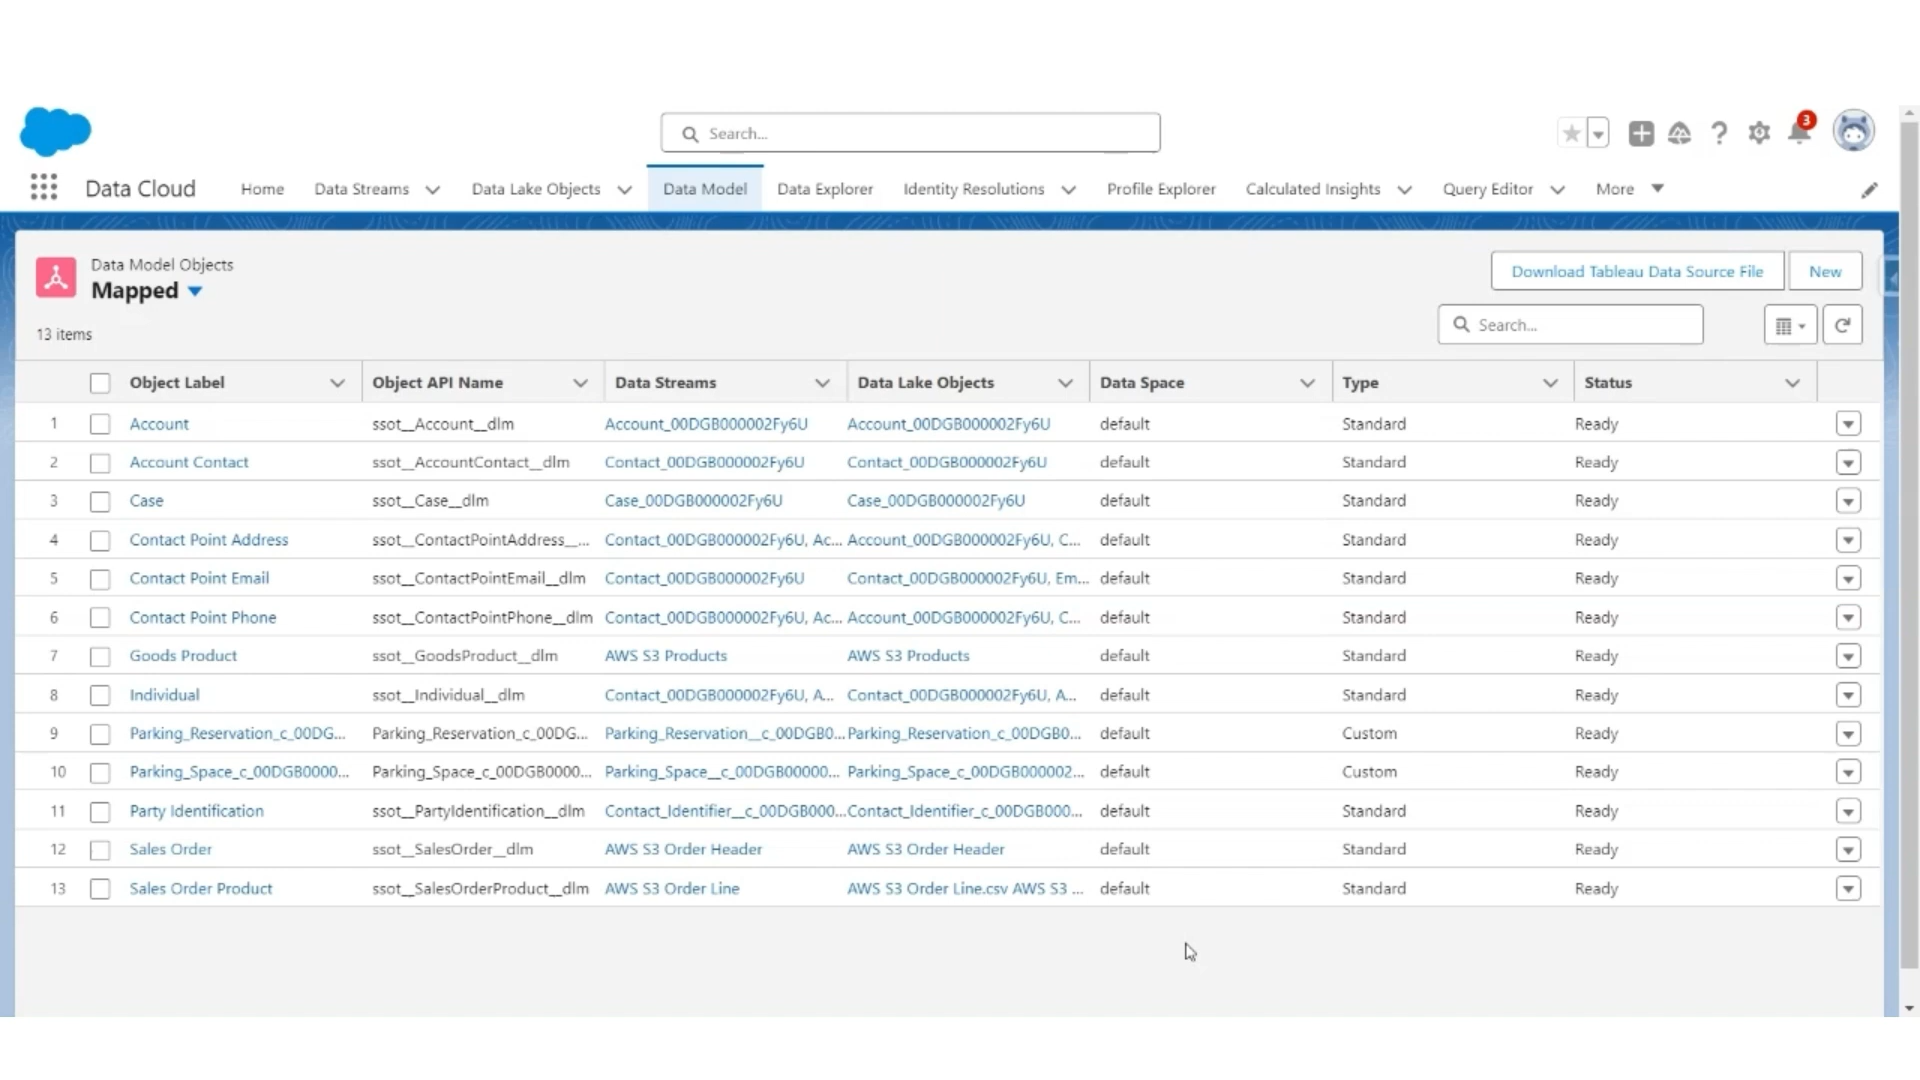 Search...
3
Data Cloud Home Data Streams Data Lake Objects Data Model Data Explorer Identity Resolutions Profile Explorer Calculated Insights Query Editor More
Data Model Objects
Mapped
Download Tableau Data Source File New
13 items
Search...
Object Label Object API Name Data Streams Data Lake Objects Data Space Type Status
1 Account ssot__Account__dlm Account_00DGB000002Fy6U Account_00DGB000002Fy6U default Standard Ready
2 Account Contact ssot__AccountContact__dlm Contact_00DGB000002Fy6U Contact_00DGB000002Fy6U default Standard Ready
3 Case ssot__Case__dlm Case_00DGB000002Fy6U Case_00DGB000002Fy6U default Standard Ready
4 Contact Point Address ssot__ContactPointAddress__... Contact_00DGB000002Fy6U, Ac... Account_00DGB000002Fy6U, C... default Standard Ready
5 Contact Point Email ssot__ContactPointEmail__dlm Contact_00DGB000002Fy6U Contact_00DGB000002Fy6U, Em... default Standard Ready
6 Contact Point Phone ssot__ContactPointPhone__dlm Contact_00DGB000002Fy6U, Ac... Account_00DGB000002Fy6U, C... default Standard Ready
7 Goods Product ssot__GoodsProduct__dlm AWS S3 Products AWS S3 Products default Standard Ready
8 Individual ssot__Individual__dlm Contact_00DGB000002Fy6U, A... Contact_00DGB000002Fy6U, A... default Standard Ready
9 Parking_Reservation_c_00DG... Parking_Reservation_c_00DG... Parking_Reservation__c_00DGB0... Parking_Reservation_c_00DGB0... default Custom Ready
10 Parking_Space_c_00DGB0000... Parking_Space_c_00DGB0000... Parking_Space__c_00DGB00000... Parking_Space_c_00DGB000002... default Custom Ready
11 Party Identification ssot__PartyIdentification__dlm Contact_Identifier__c_00DGB000... Contact_Identifier_c_00DGB000... default Standard Ready
12 Sales Order ssot__SalesOrder__dlm AWS S3 Order Header AWS S3 Order Header default Standard Ready
13 Sales Order Product ssot__SalesOrderProduct__dlm AWS S3 Order Line AWS S3 Order Line.csv AWS S3 ... default Standard Ready